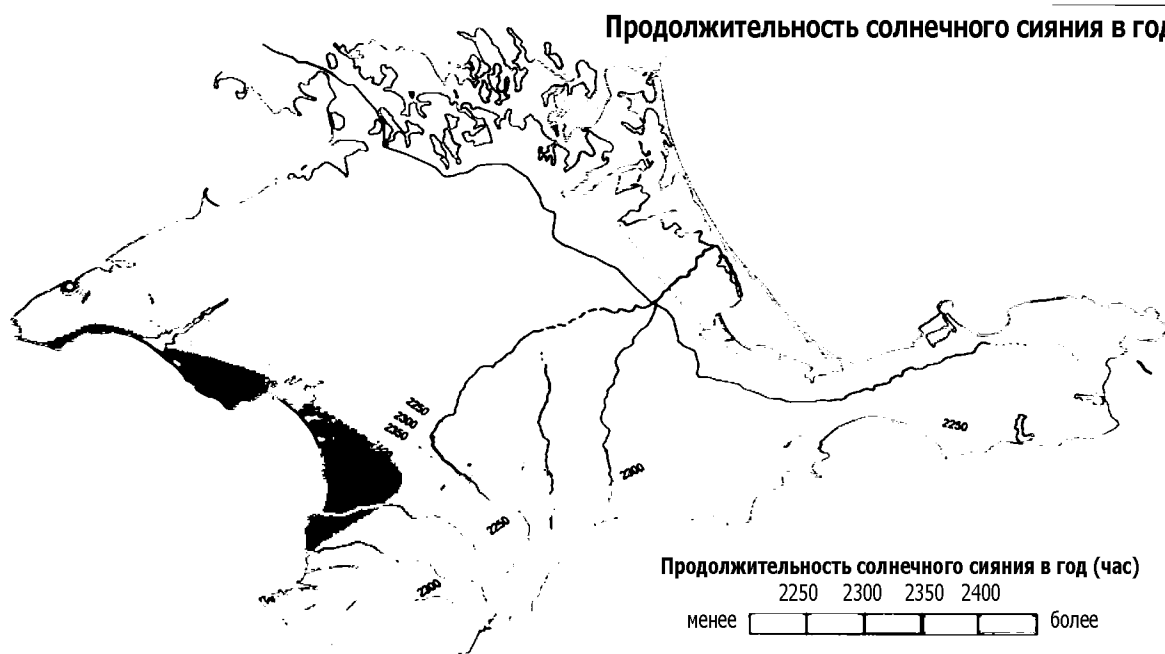 Продолжительность солнечного сияния в год
2250
2300
2350
2250
2300
2250
2300
Продолжительность солнечного сияния в год (час)
2250 2300 2350 2400
менее более